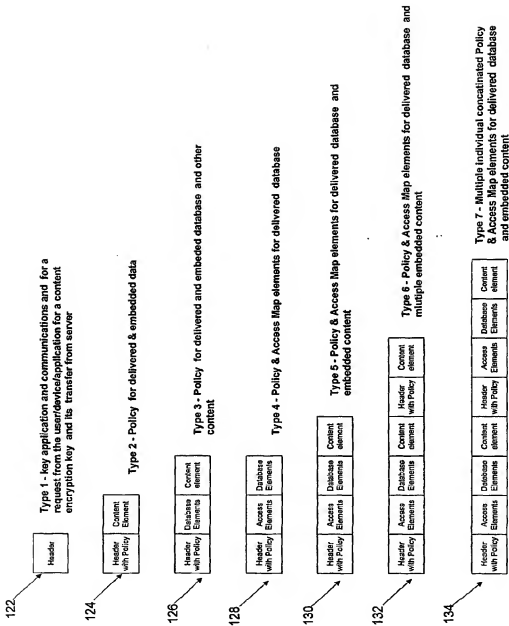 122
Header
Type 1 - key application and communications and for a
request from the user/device/application for a content
encryption key and its transfer from server
124
Header
with Policy
Content
Element
Type 2 - Policy for delivered & embedded data
126
Header
with Policy
Database
Elements
Content
element
Type 3 - Policy for delivered and embeded database and other
content
128
Header
with Policy
Access
Elements
Database
Elements
Type 4 - Policy & Access Map elements for delivered database
130
Header
with Policy
Access
Elements
Database
Elements
Content
element
Type 5 - Policy & Access Map elements for delivered database and
embedded content
132
Header
with Policy
Access
Elements
Database
Elements
Content
element
Header
with Policy
Content
element
Type 6 - Policy & Access Map elements for delivered database and
mlutiple embedded content
134
Header
with Policy
Access
Elements
Database
Elements
Content
element
Header
with Policy
Access
Elements
Database
Elements
Content
element
Type 7 - Multiple individual concatinated Policy
& Access Map elements for delivered database
and embedded content